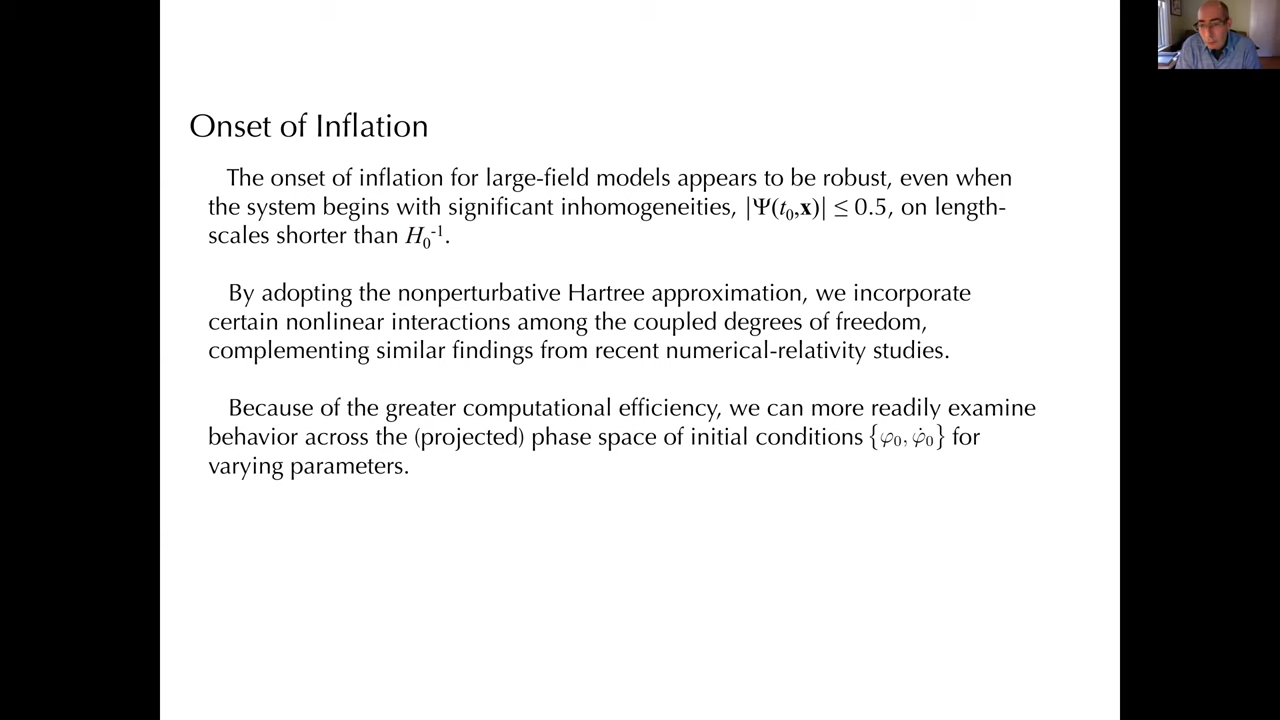 Onset of Inflation
The onset of inflation for large-field models appears to be robust, even when
the system begins with significant inhomogeneities, |Ψ(t₀,x)| ≤ 0.5, on length-
scales shorter than H₀⁻¹.
By adopting the nonperturbative Hartree approximation, we incorporate
certain nonlinear interactions among the coupled degrees of freedom,
complementing similar findings from recent numerical-relativity studies.
Because of the greater computational efficiency, we can more readily examine
behavior across the (projected) phase space of initial conditions {φ₀, φ̇₀} for
varying parameters.